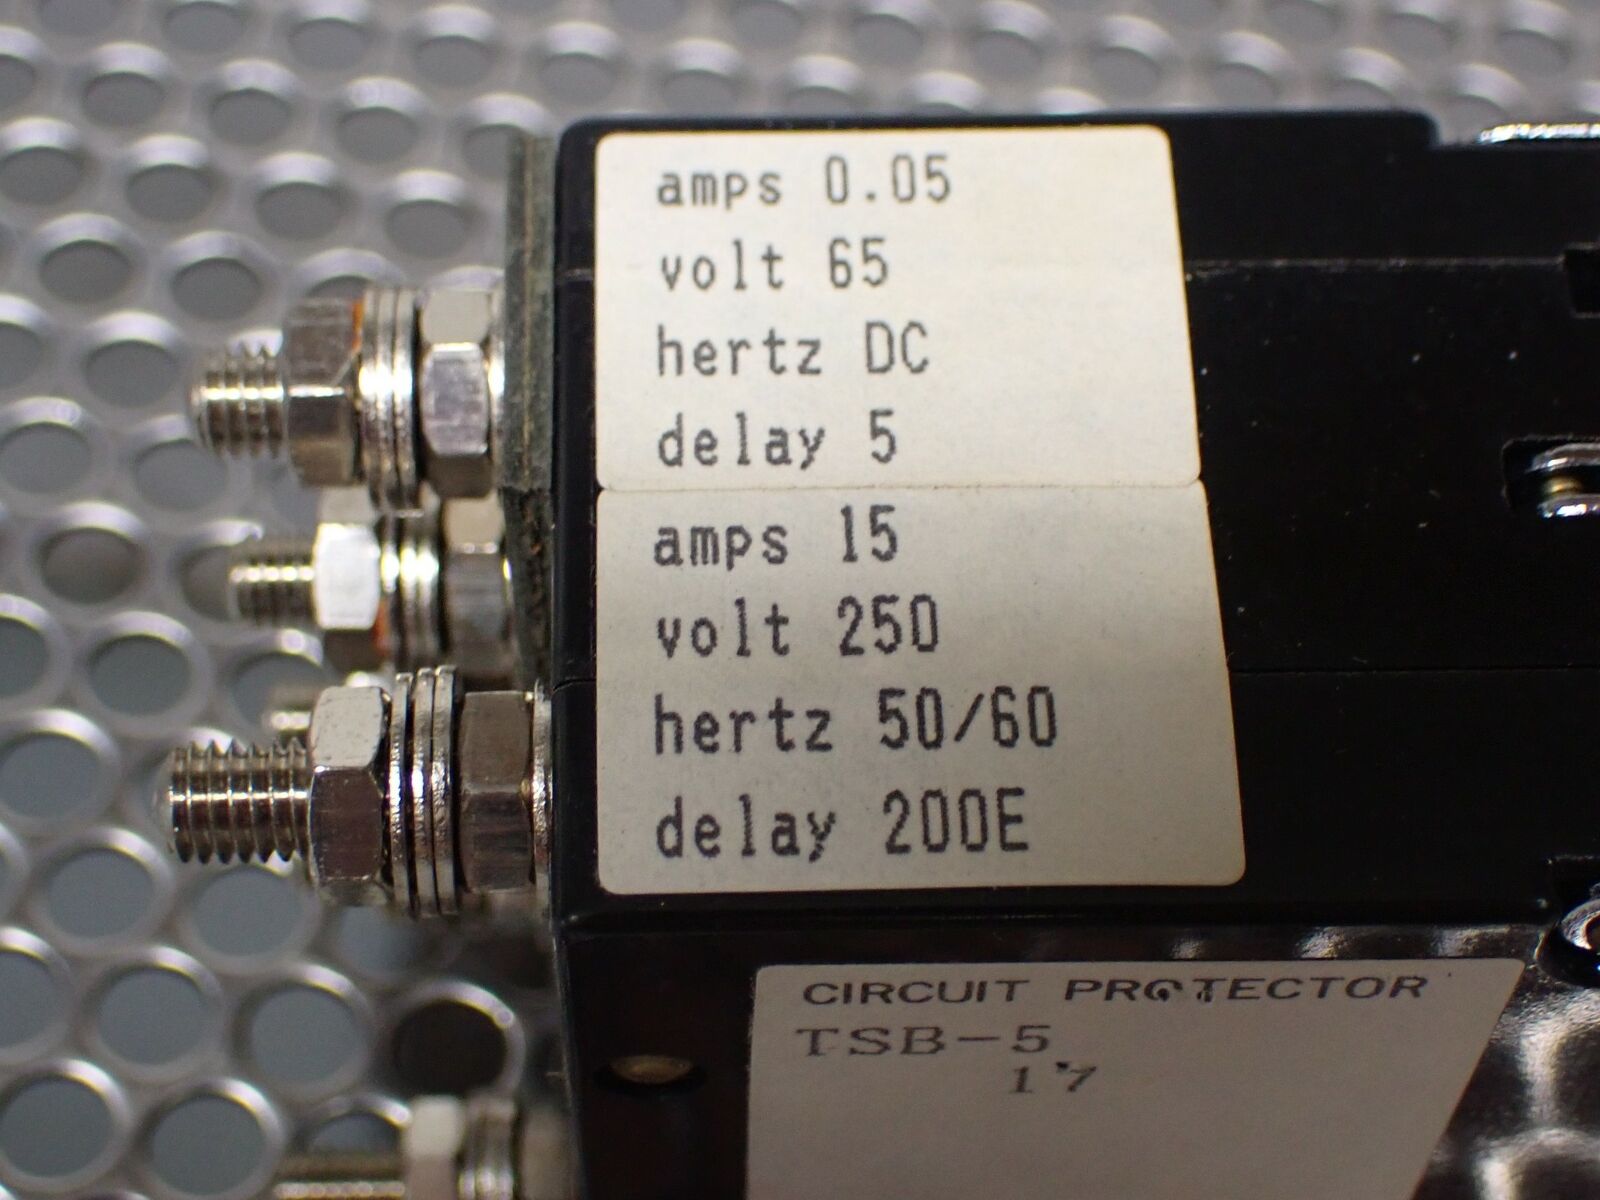 amps 0.05
volt 65
hertz DC
delay 5
amps 15
volt 250
hertz 50/60
delay 200E
CIRCUIT PROTECTOR
TSB-5
17